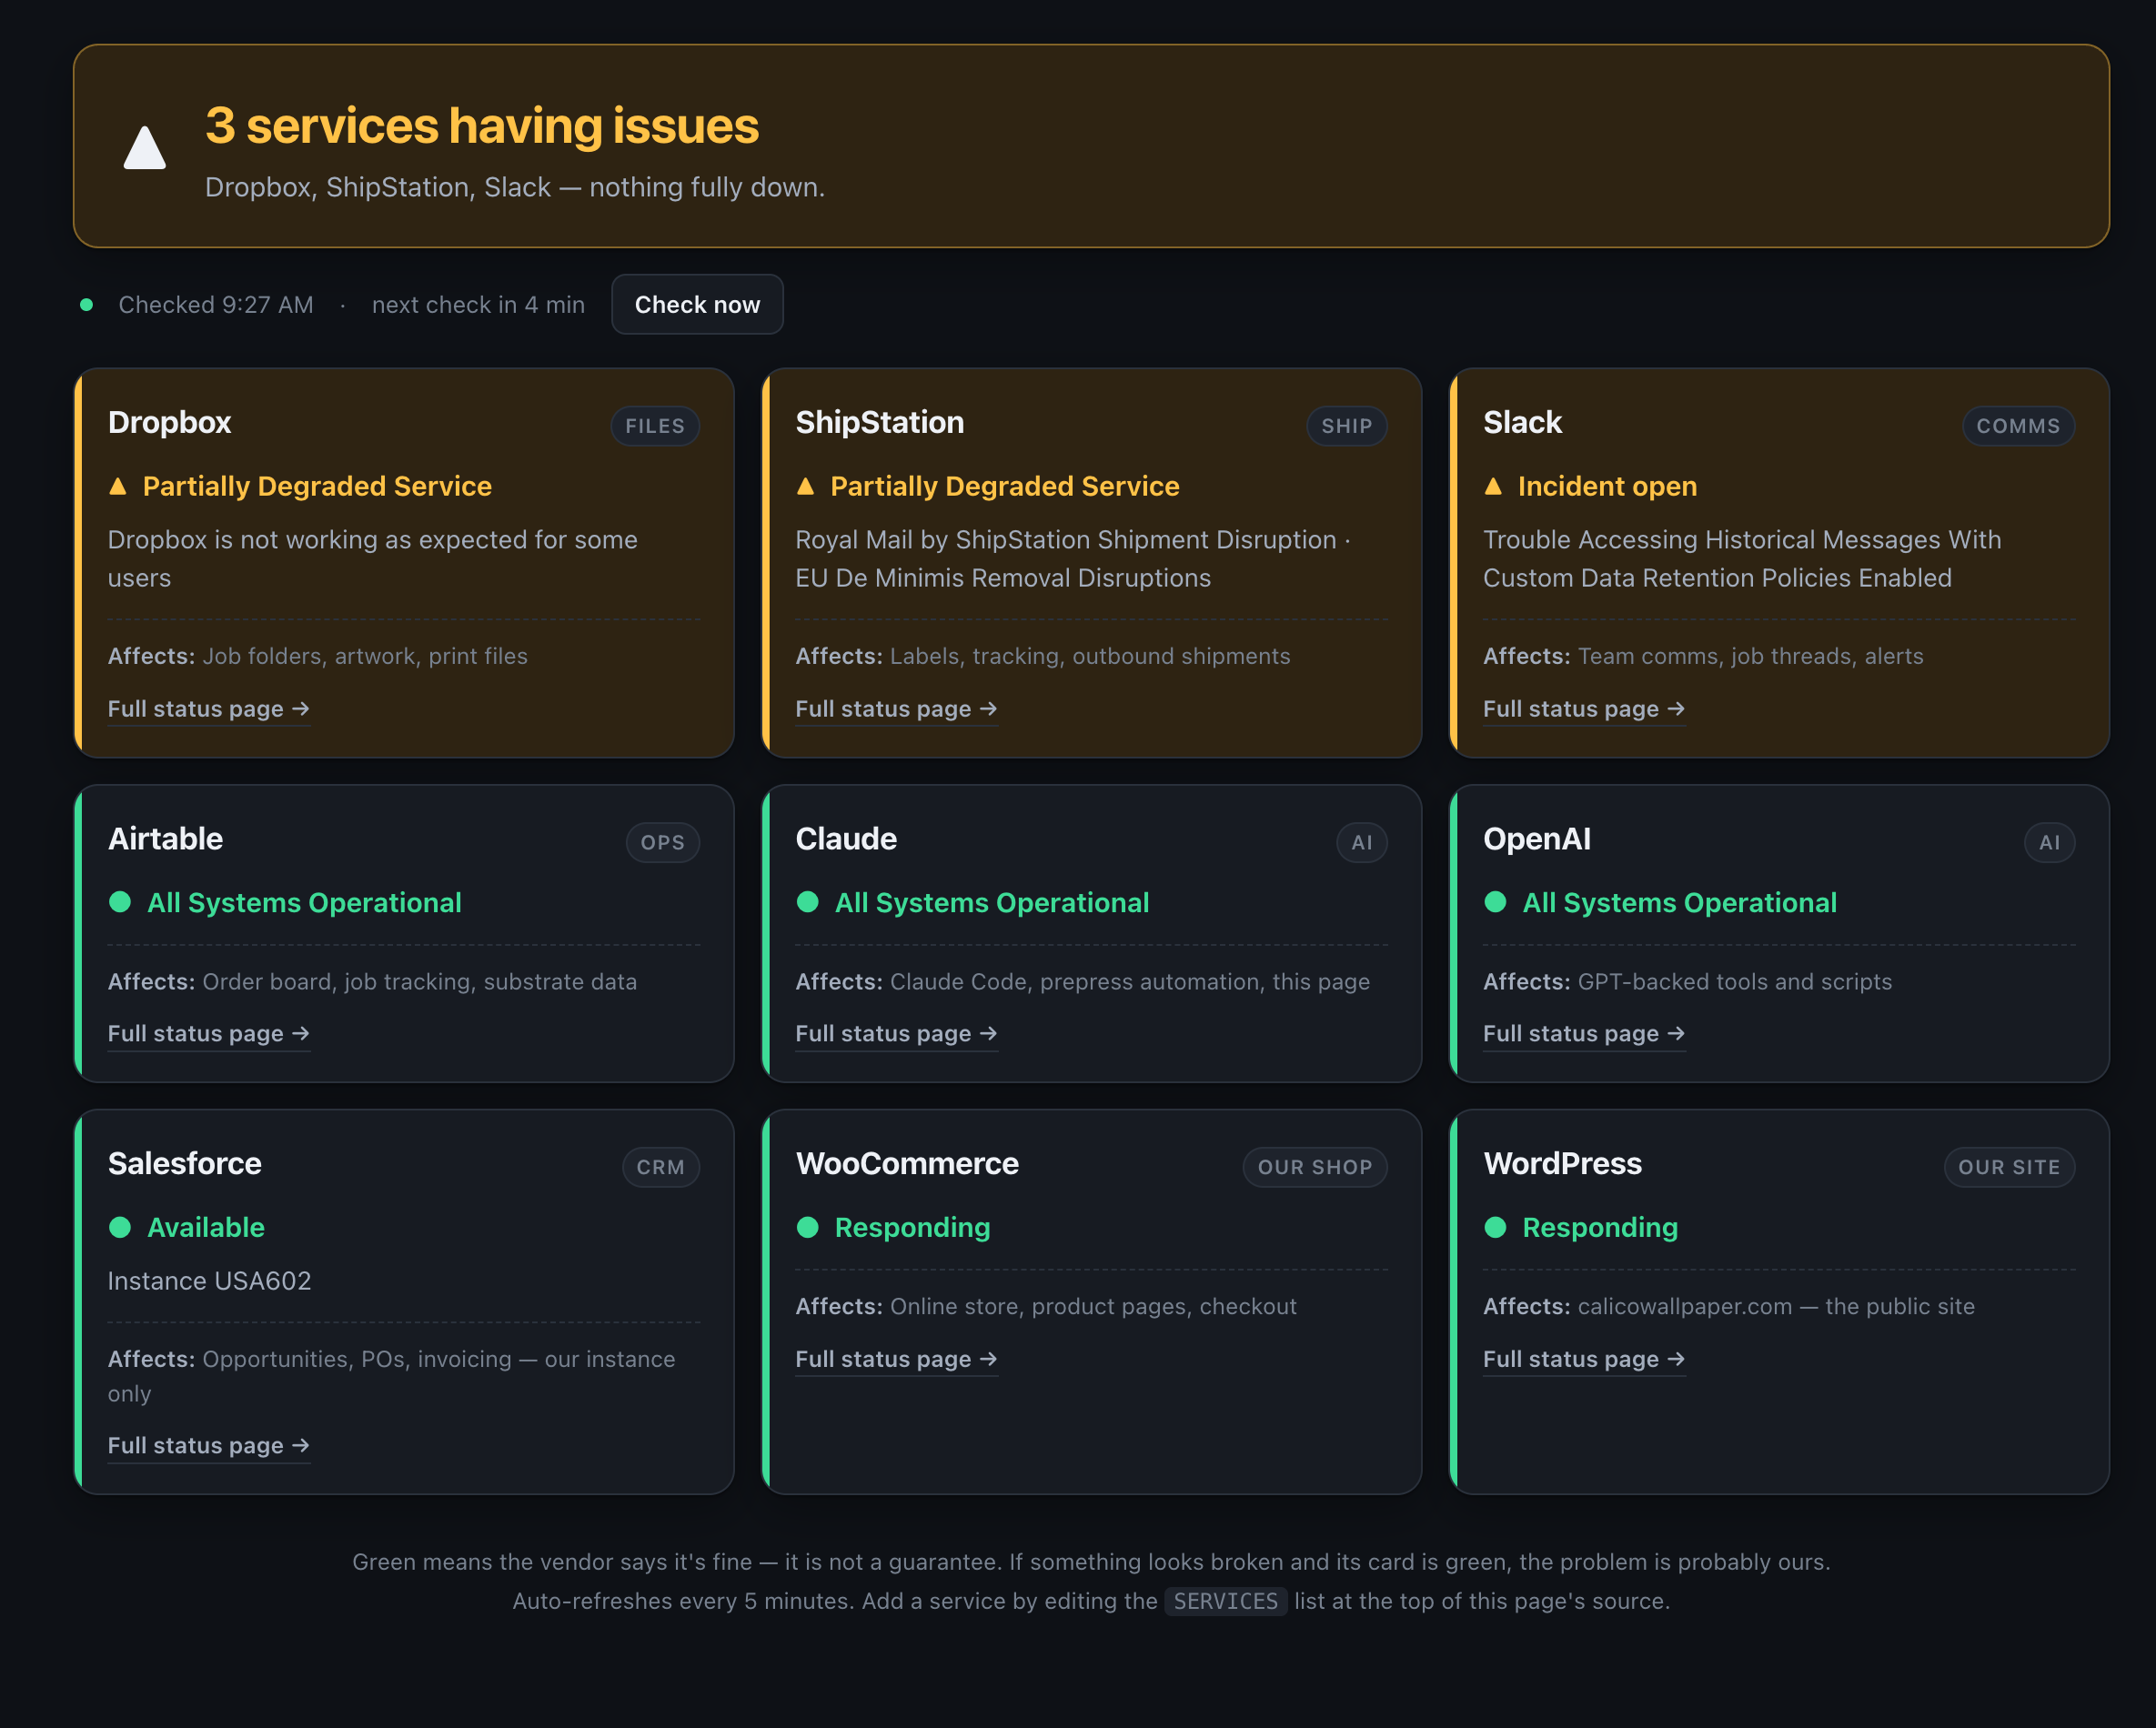 3 services having issues
Dropbox, ShipStation, Slack — nothing fully down.
Checked 9:27 AM · next check in 4 min Check now
Dropbox FILES
Partially Degraded Service
Dropbox is not working as expected for some
users
Affects: Job folders, artwork, print files
Full status page →
ShipStation SHIP
Partially Degraded Service
Royal Mail by ShipStation Shipment Disruption ·
EU De Minimis Removal Disruptions
Affects: Labels, tracking, outbound shipments
Full status page →
Slack COMMS
Incident open
Trouble Accessing Historical Messages With
Custom Data Retention Policies Enabled
Affects: Team comms, job threads, alerts
Full status page →
Airtable OPS
All Systems Operational
Affects: Order board, job tracking, substrate data
Full status page →
Claude AI
All Systems Operational
Affects: Claude Code, prepress automation, this page
Full status page →
OpenAI AI
All Systems Operational
Affects: GPT-backed tools and scripts
Full status page →
Salesforce CRM
Available
Instance USA602
Affects: Opportunities, POs, invoicing — our instance
only
Full status page →
WooCommerce OUR SHOP
Responding
Affects: Online store, product pages, checkout
Full status page →
WordPress OUR SITE
Responding
Affects: calicowallpaper.com — the public site
Full status page →
Green means the vendor says it's fine — it is not a guarantee. If something looks broken and its card is green, the problem is probably ours.
Auto-refreshes every 5 minutes. Add a service by editing the SERVICES list at the top of this page's source.